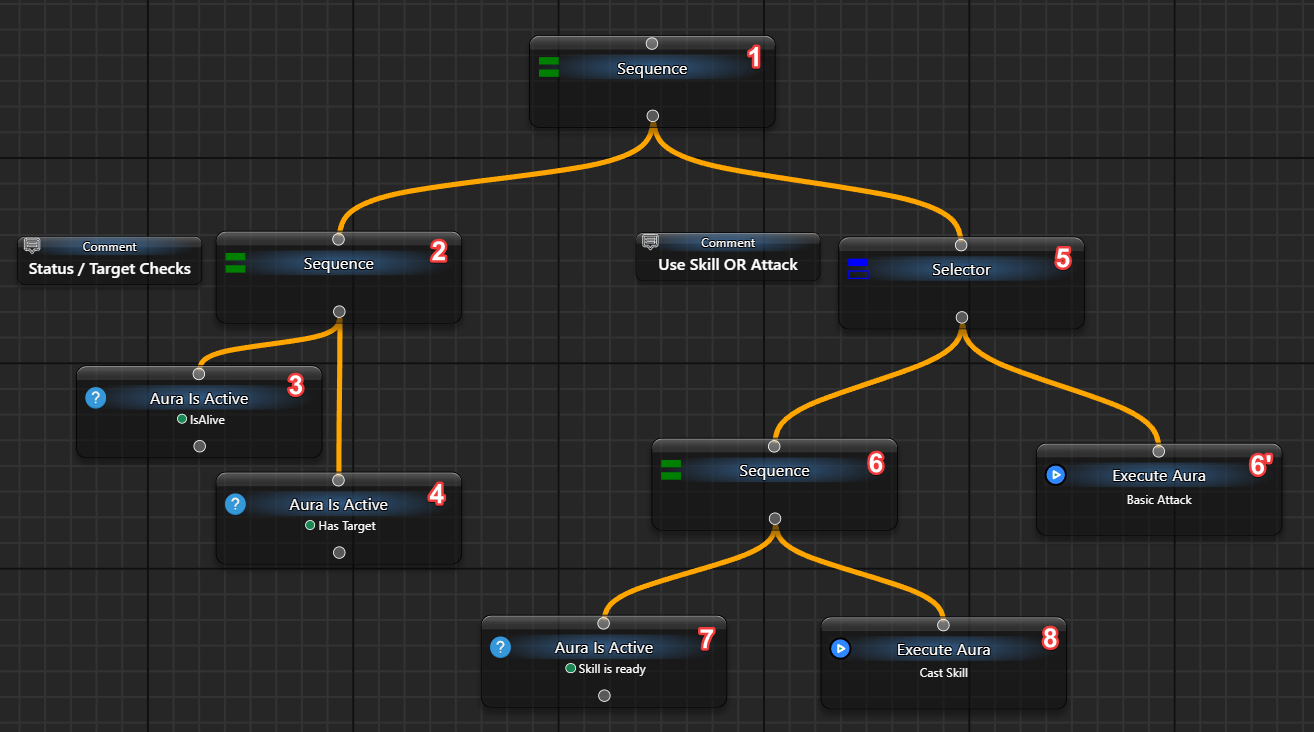 1
Sequence
Comment
Status / Target Checks
2
Sequence
Comment
Use Skill OR Attack
5
Selector
3
Aura Is Active
IsAlive
4
Aura Is Active
Has Target
6
Sequence
6'
Execute Aura
Basic Attack
7
Aura Is Active
Skill is ready
8
Execute Aura
Cast Skill